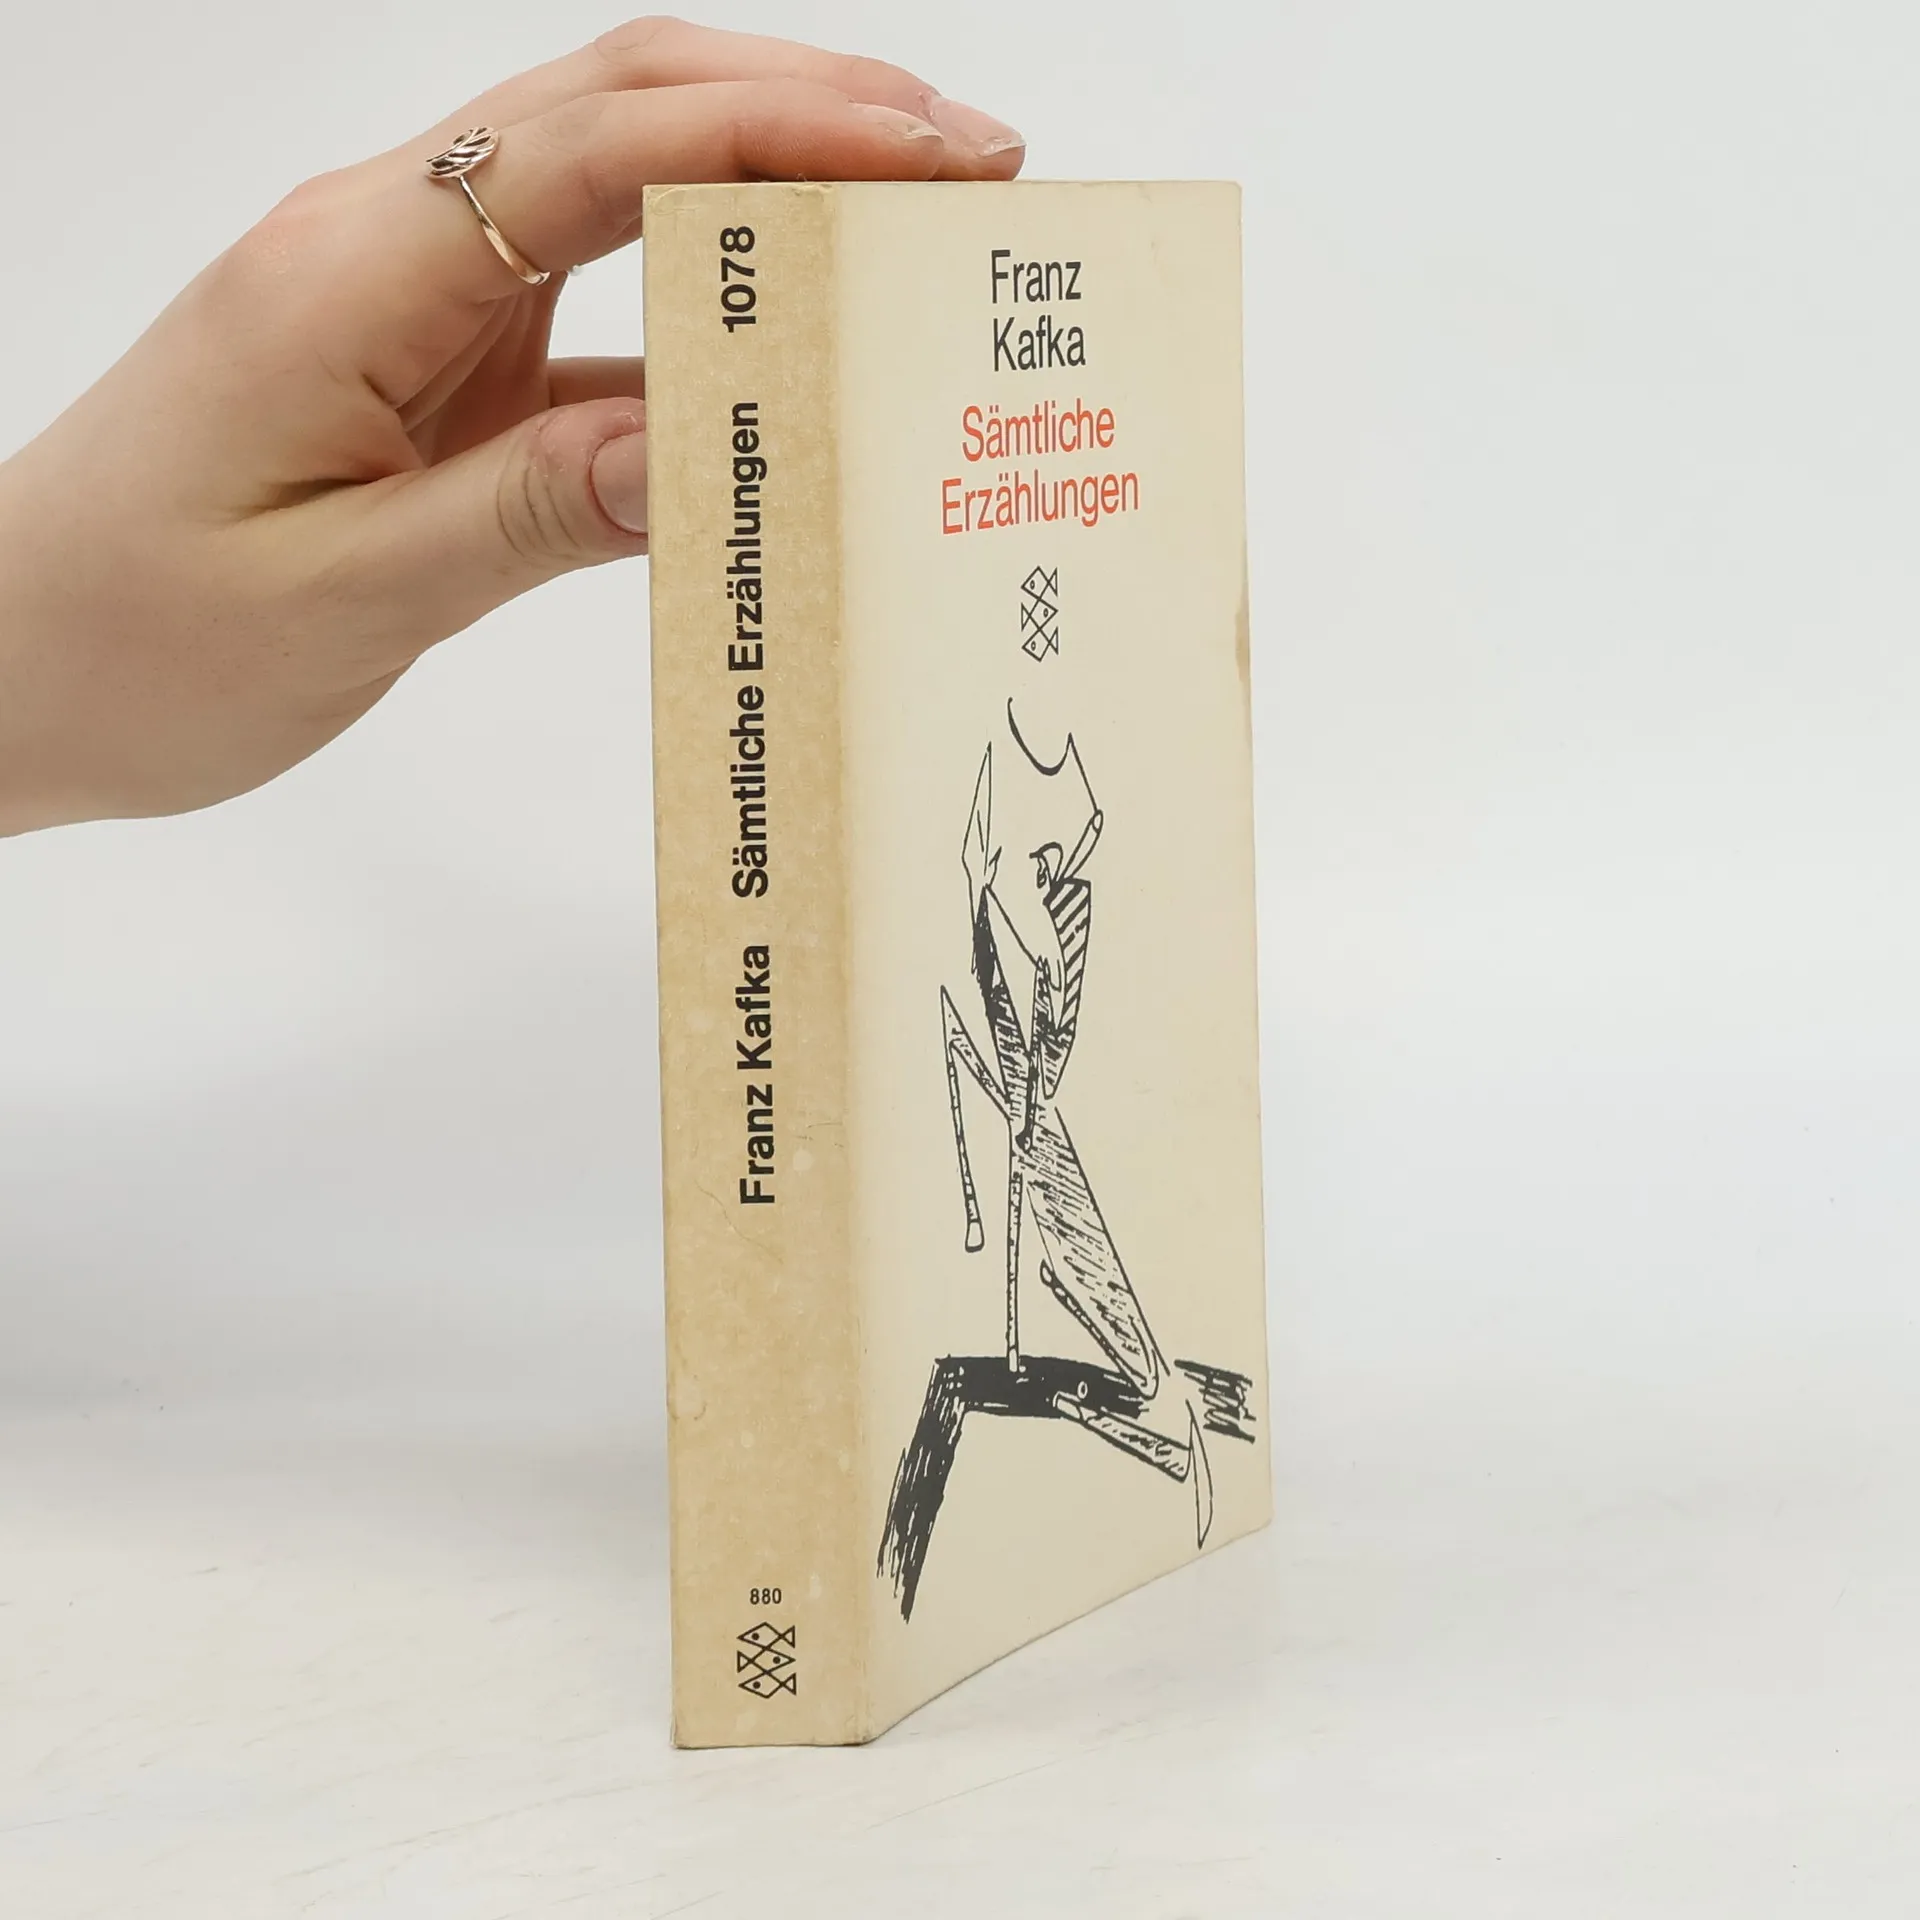 Franz Kafka Sämtliche Erzählungen 1078
880
Franz
Kafka
Sämtliche
Erzählungen